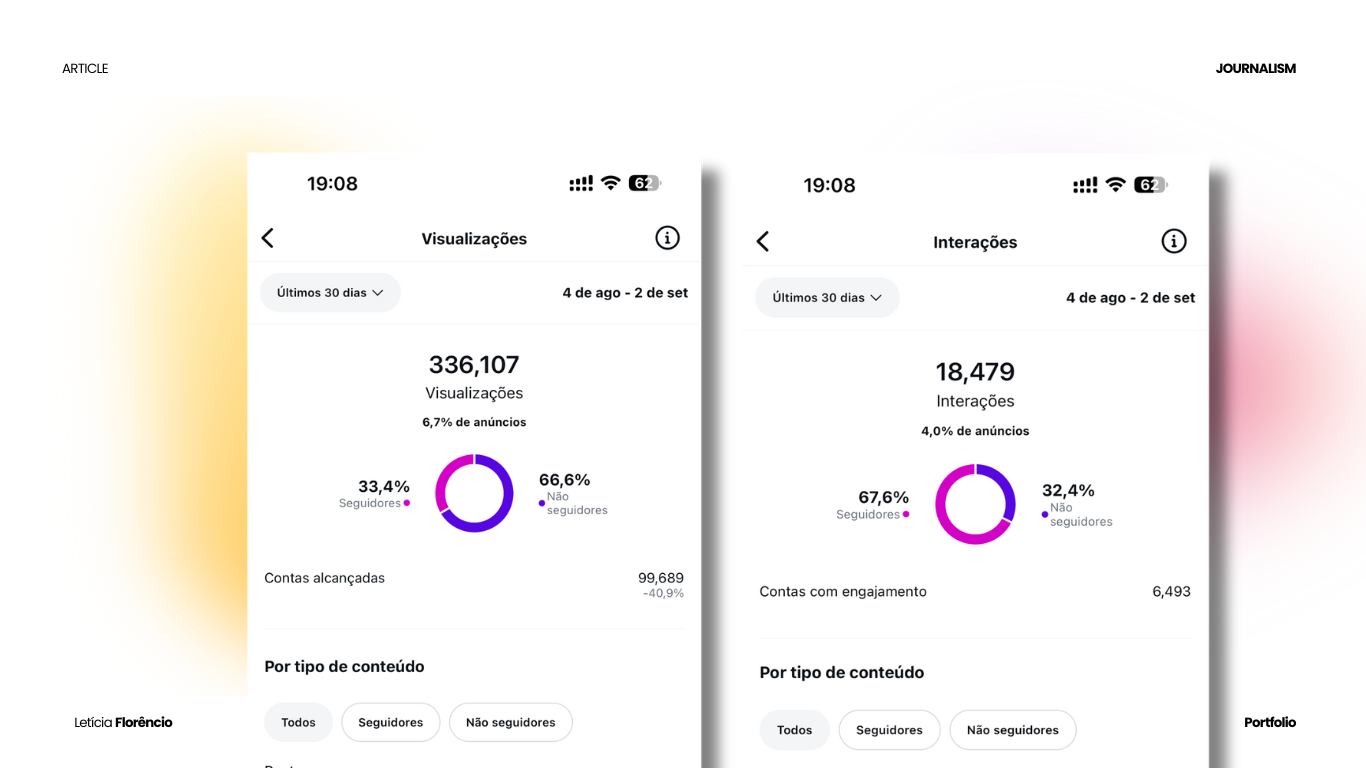 ARTICLE
JOURNALISM
19:08
62
Visualizações
Últimos 30 dias
4 de ago - 2 de set
336,107
Visualizações
6,7% de anúncios
33,4%
Seguidores
66,6%
Não
seguidores
Contas alcançadas
99,689
-40,9%
Por tipo de conteúdo
Todos
Seguidores
Não seguidores
19:08
62
Interações
Últimos 30 dias
4 de ago - 2 de set
18,479
Interações
4,0% de anúncios
67,6%
Seguidores
32,4%
Não
seguidores
Contas com engajamento
6,493
Por tipo de conteúdo
Todos
Seguidores
Não seguidores
Letícia Florêncio
Portfolio